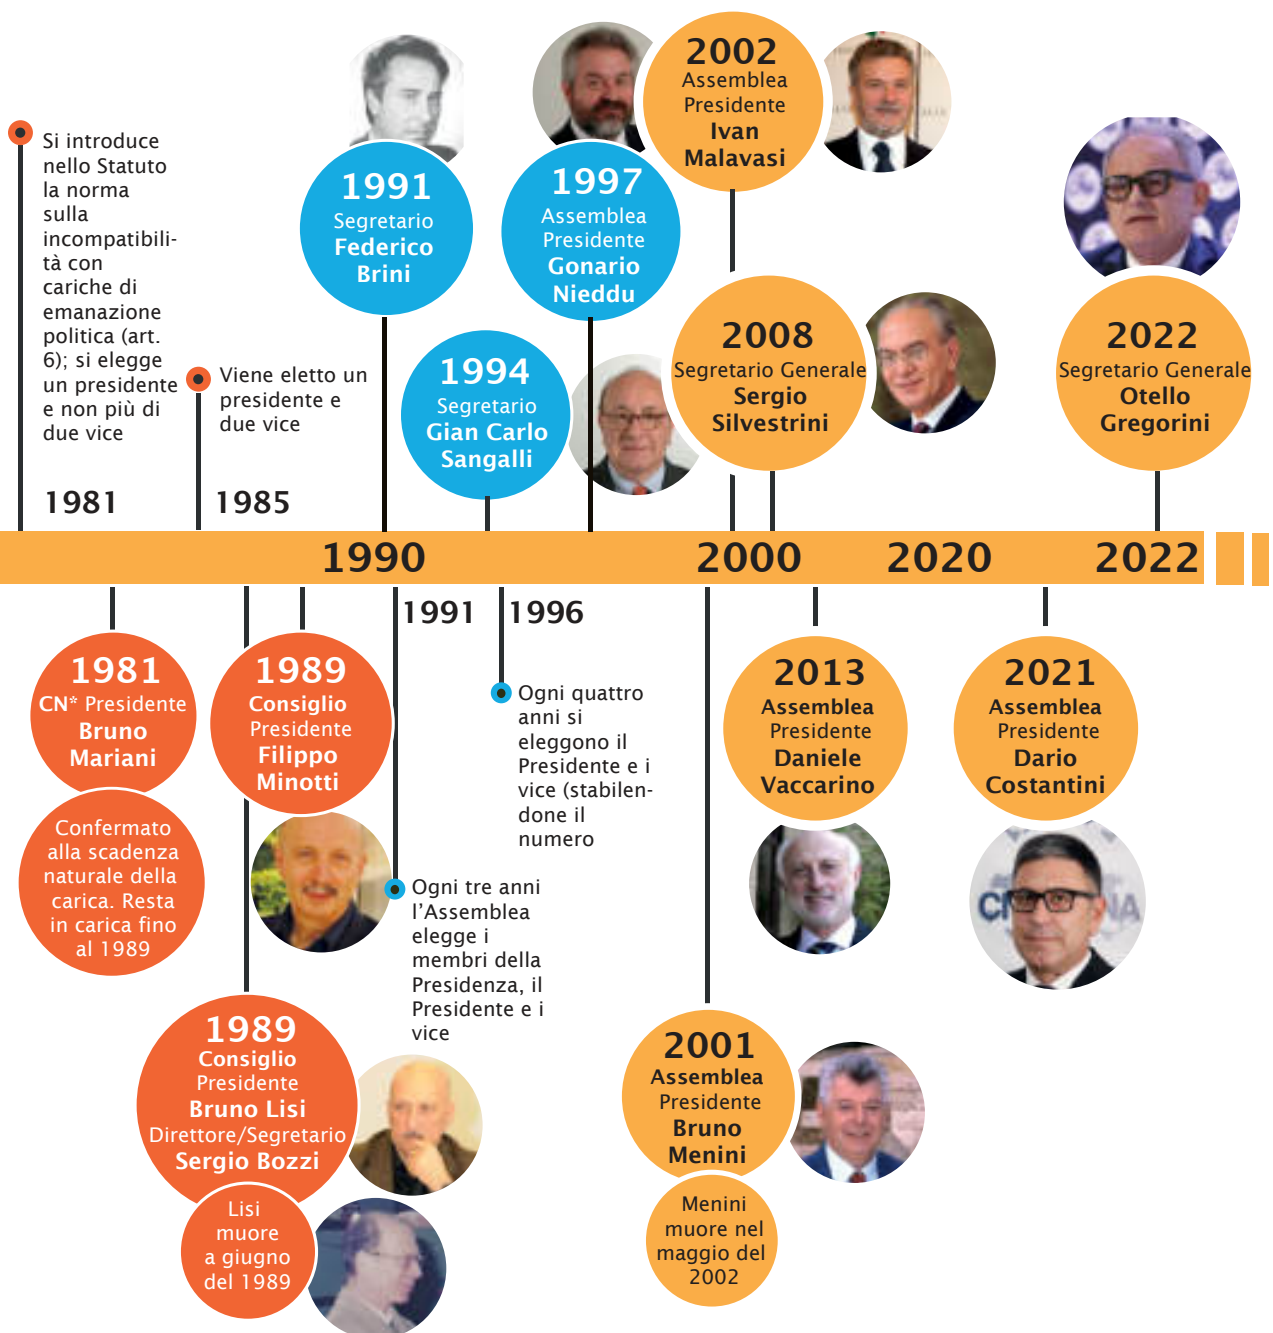 Si introduce
nello Statuto
la norma
sulla
incompatibili-
tà con
cariche di
emanazione
politica (art.
6); si elegge
un presidente
e non più di
due vice
1981
Viene eletto un
presidente e
due vice
1985
1991
Segretario
Federico
Brini
1994
Segretario
Gian Carlo
Sangalli
1997
Assemblea
Presidente
Gonario
Nieddu
2002
Assemblea
Presidente
Ivan
Malavasi
2008
Segretario Generale
Sergio
Silvestrini
2022
Segretario Generale
Otello
Gregorini
1990
2000
2020
2022
1981
CN* Presidente
Bruno
Mariani
Confermato
alla scadenza
naturale della
carica. Resta
in carica fino
al 1989
1989
Consiglio
Presidente
Filippo
Minotti
1989
Consiglio
Presidente
Bruno Lisi
Direttore/Segretario
Sergio Bozzi
Lisi
muore
a giugno
del 1989
1991
Ogni tre anni
l’Assemblea
elegge i
membri della
Presidenza, il
Presidente e i
vice
1996
Ogni quattro
anni si
eleggono il
Presidente e i
vice (stabilen-
done il
numero
2001
Assemblea
Presidente
Bruno
Menini
Menini
muore nel
maggio del
2002
2013
Assemblea
Presidente
Daniele
Vaccarino
2021
Assemblea
Presidente
Dario
Costantini